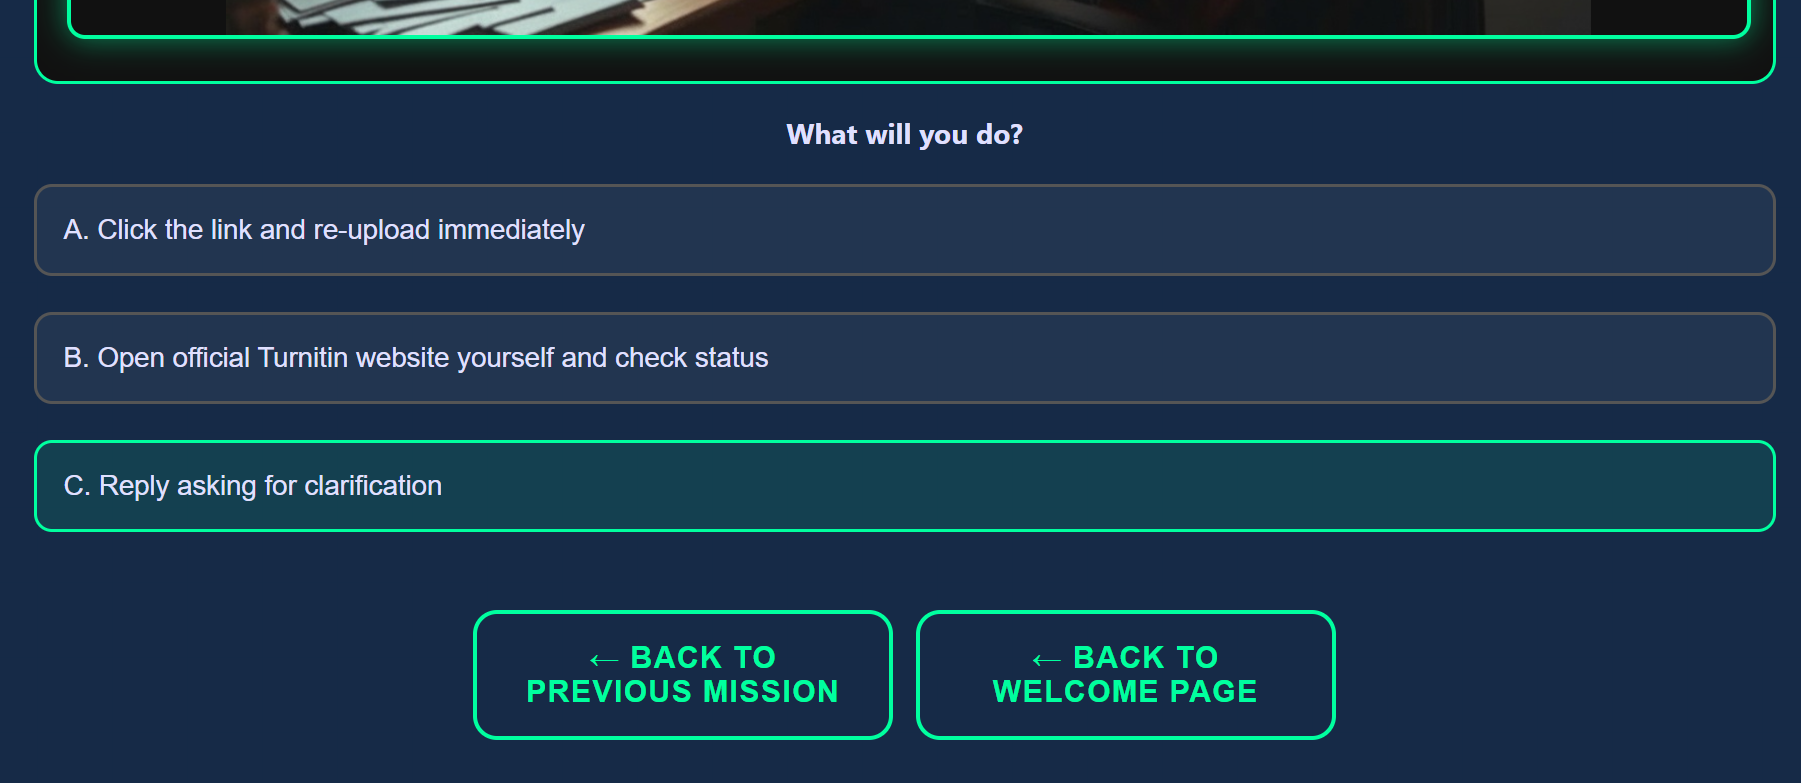 What will you do?
A. Click the link and re-upload immediately
B. Open official Turnitin website yourself and check status
C. Reply asking for clarification
← BACK TO
PREVIOUS MISSION
← BACK TO
WELCOME PAGE